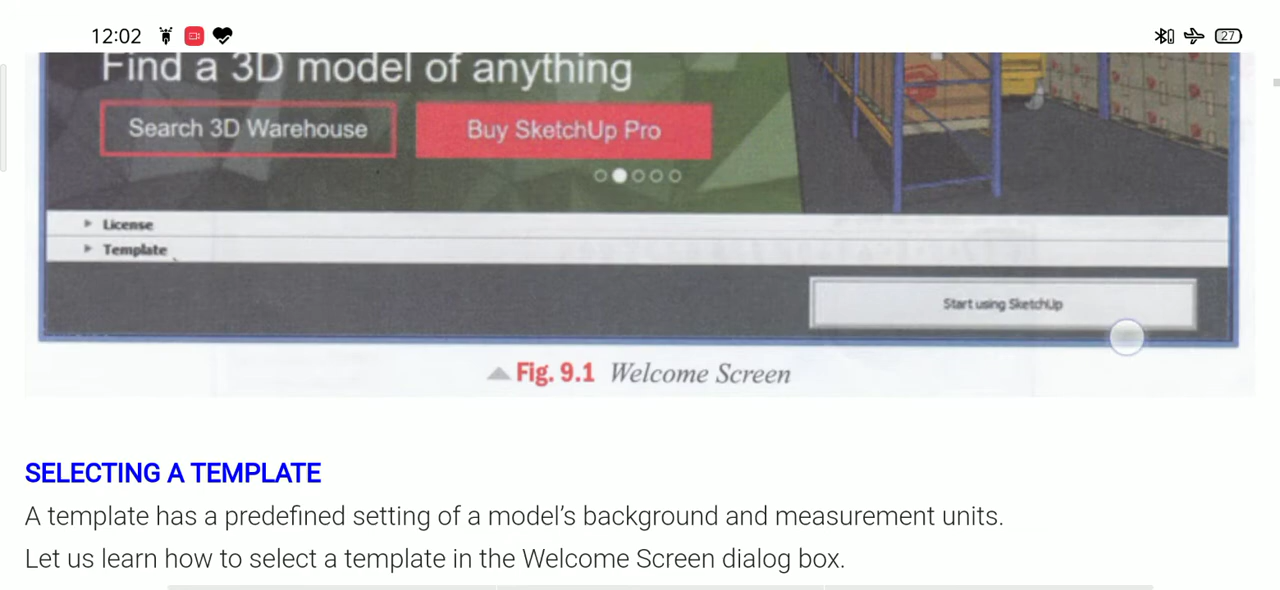 12:02
27
Find a 3D model of anything
Search 3D Warehouse
Buy SketchUp Pro
License
Template
Start using SketchUp
Fig. 9.1 Welcome Screen
SELECTING A TEMPLATE
A template has a predefined setting of a model’s background and measurement units.
Let us learn how to select a template in the Welcome Screen dialog box.